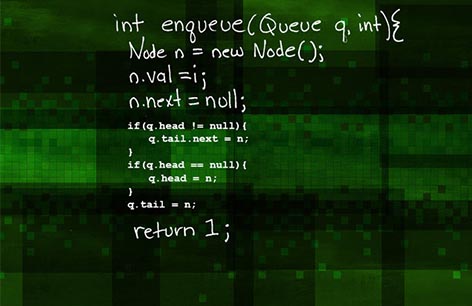 int enqueue(Queue q, int){
Node n = new Node();
n.val = i;
n.next = null;
if(q.head != null){
q.tail.next = n;
}
if(q.head == null){
q.head = n;
}
q.tail = n;
return 1;